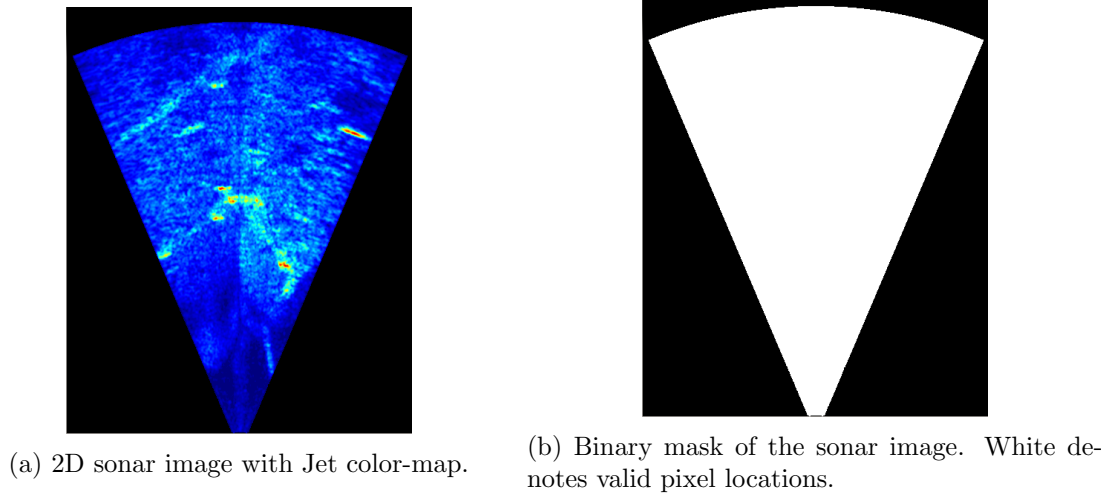 (a) 2D sonar image with Jet color-map.
(b) Binary mask of the sonar image. White de-
notes valid pixel locations.